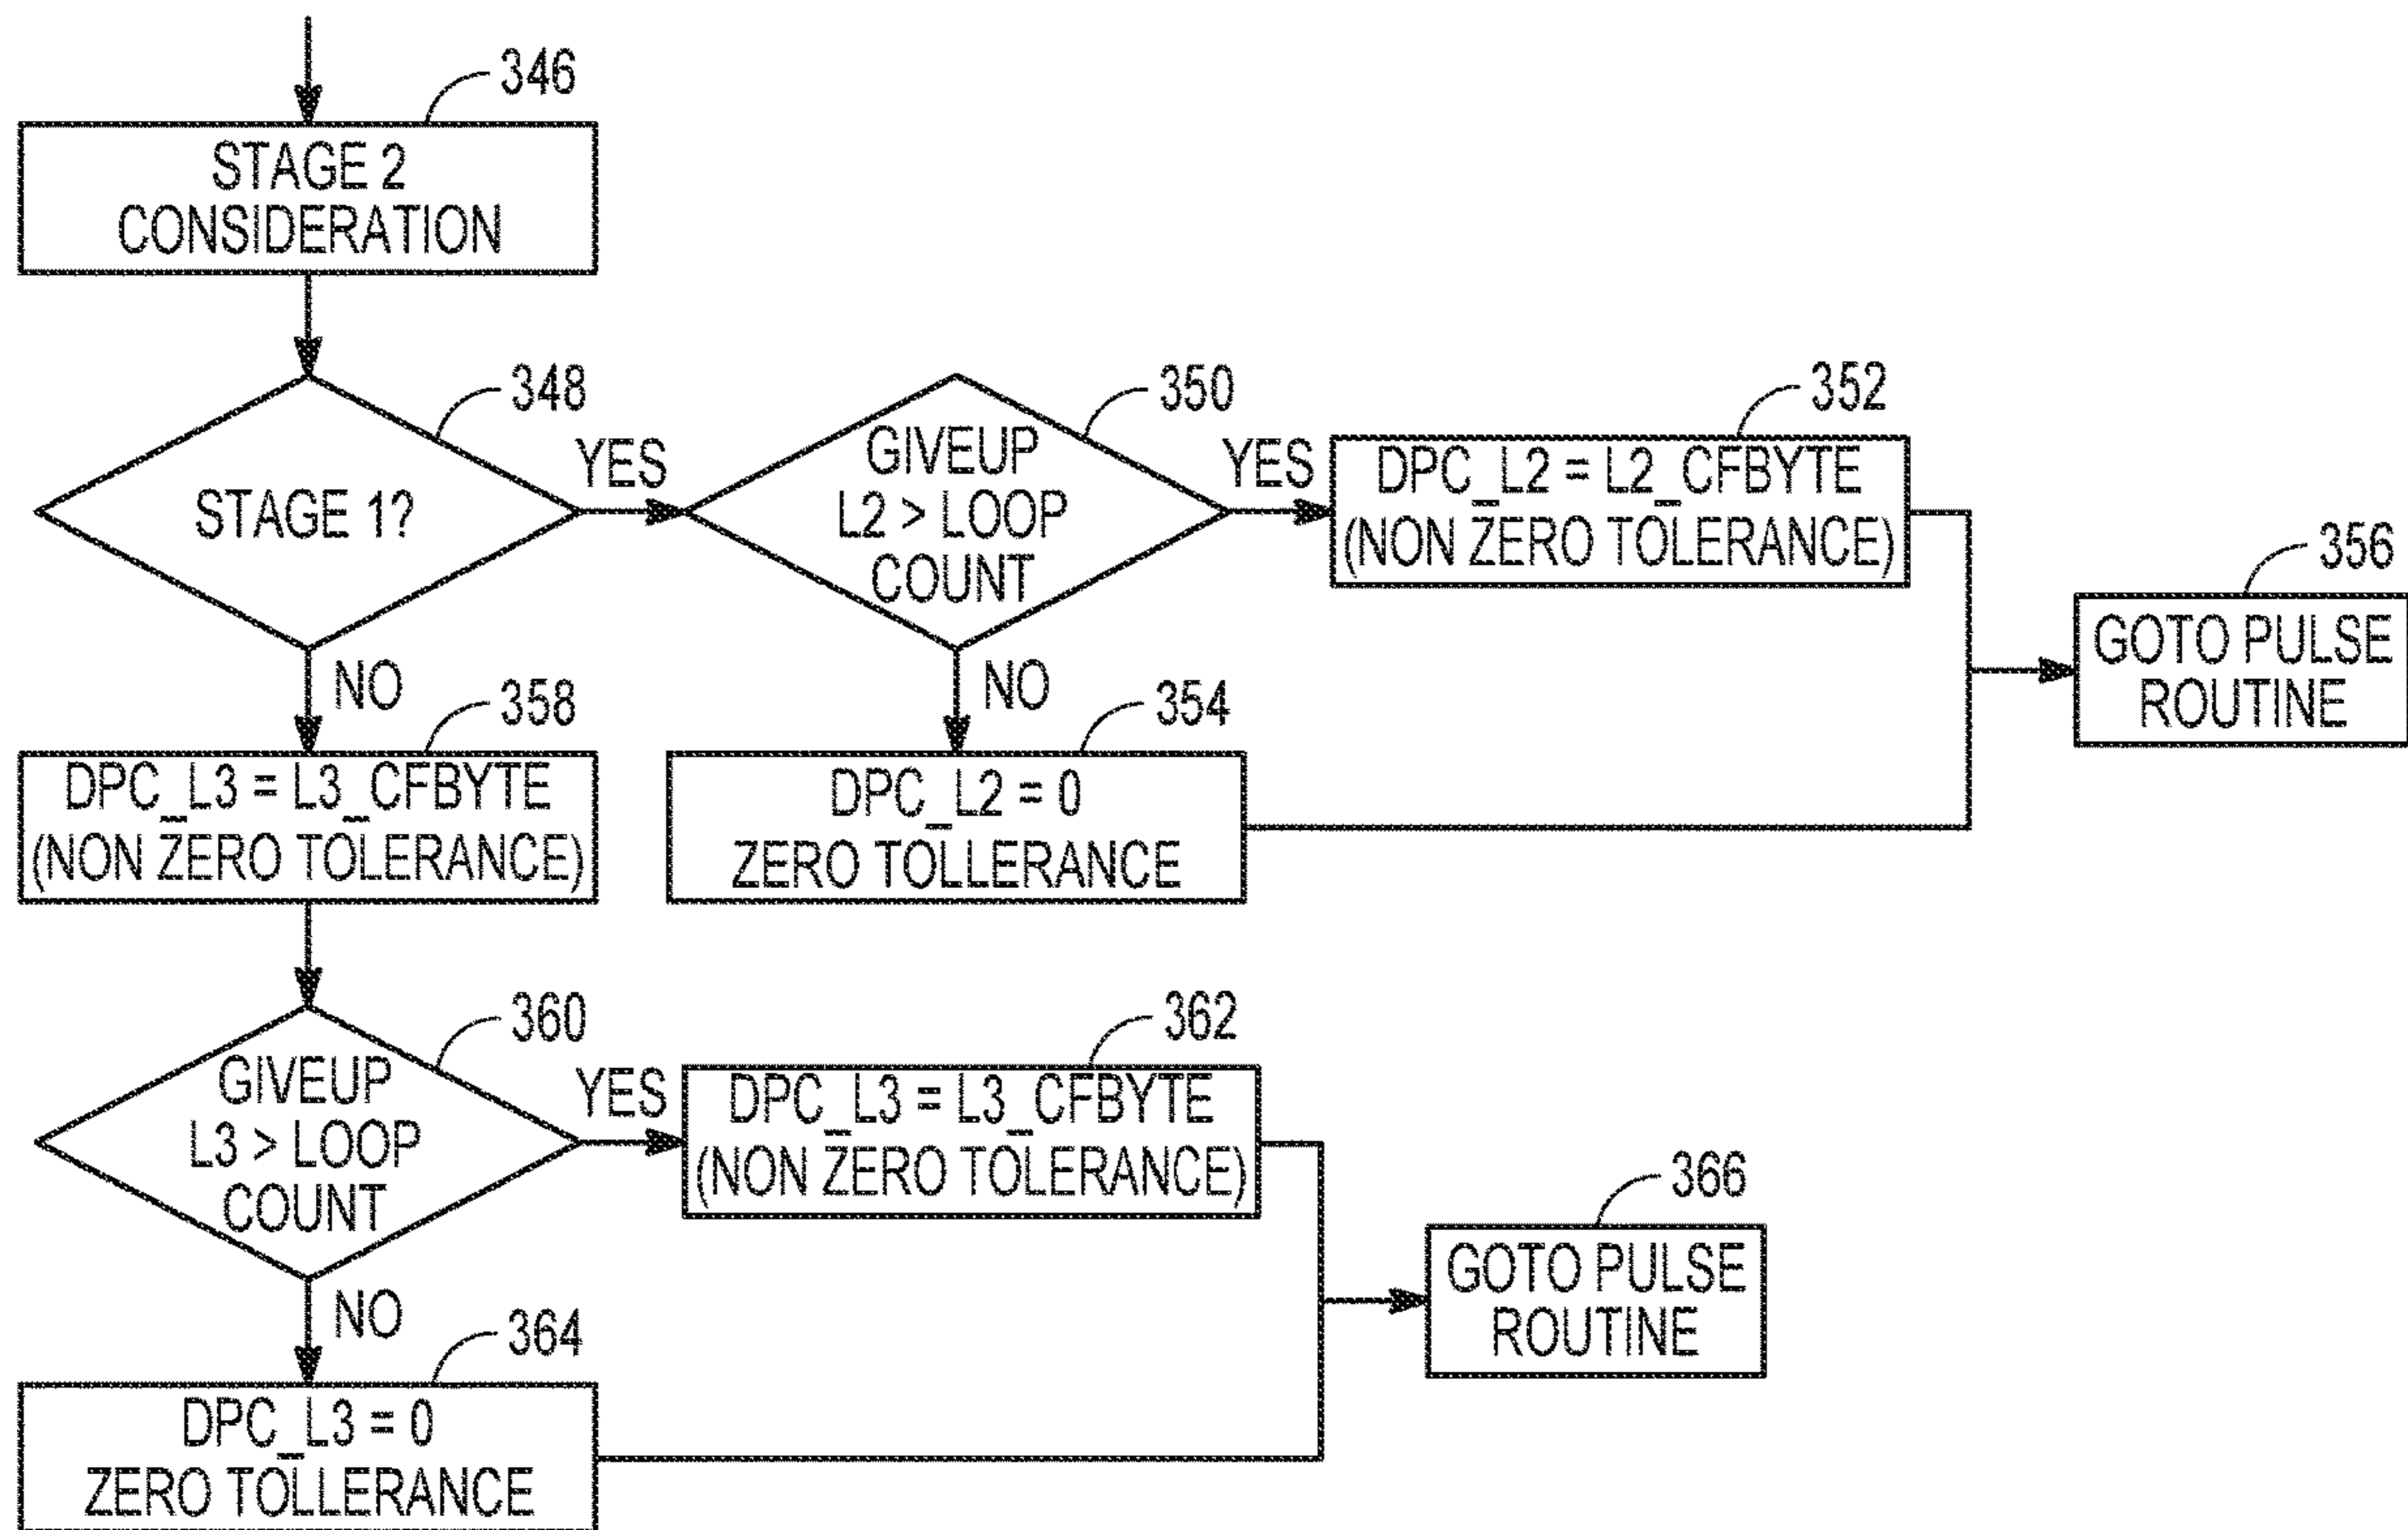 346
STAGE 2
CONSIDERATION
348
STAGE 1?
YES
NO
350
GIVEUP
L2 > LOOP
COUNT
YES
NO
352
DPC_L2 = L2_CFBYTE
(NON ZERO TOLERANCE)
354
DPC_L2 = 0
ZERO TOLLERANCE
356
GOTO PULSE
ROUTINE
358
DPC_L3 = L3_CFBYTE
(NON ZERO TOLERANCE)
360
GIVEUP
L3 > LOOP
COUNT
YES
NO
362
DPC_L3 = L3_CFBYTE
(NON ZERO TOLERANCE)
364
DPC_L3 = 0
ZERO TOLLERANCE
366
GOTO PULSE
ROUTINE